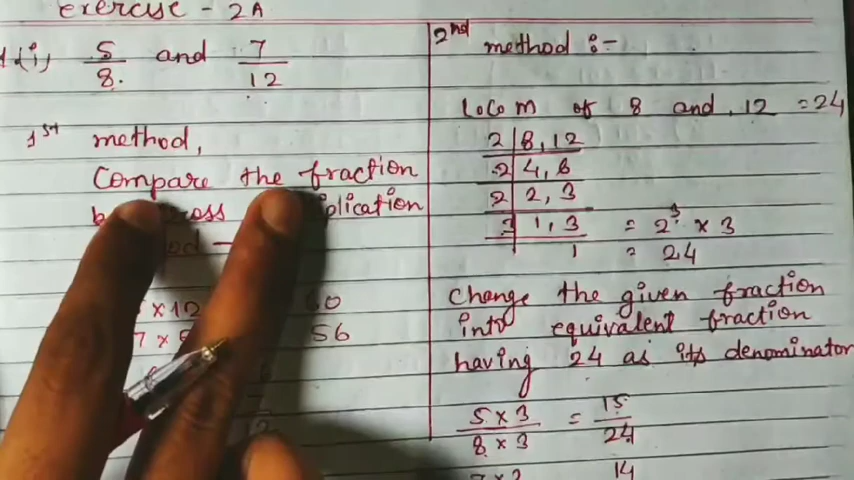 exercise - 2A
1.(i) 5/8. and 7/12
1st method,
Compare the fraction
× 12
60
7 ×
56
2nd method :-
L.C.M of 8 and 12 = 24
2 | 8, 12
2 | 4, 6
2 | 2, 3
3 | 1, 3 = 2³ × 3
1 = 24
Change the given fraction
into equivalent fraction
having 24 as its denominator
5 × 3 / 8 × 3 = 15/24
14